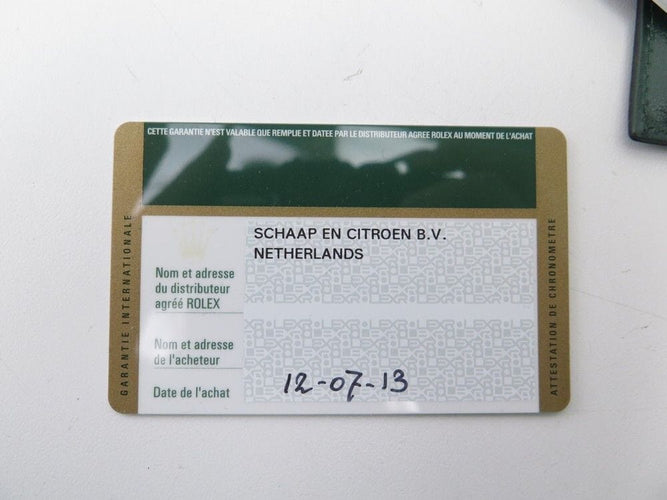 CETTE GARANTIE N'EST VALABLE QUE REMPLIE ET DATEE PAR LE DISTRIBUTEUR AGREE ROLEX AU MOMENT DE L'ACHAT
GARANTIE INTERNATIONALE
SCHAAP EN CITROEN B.V.
NETHERLANDS
Nom et adresse
du distributeur
agréé ROLEX
Nom et adresse
de l'acheteur
Date de l'achat
12-07-13
ATTESTATION DE CHRONOMETRE